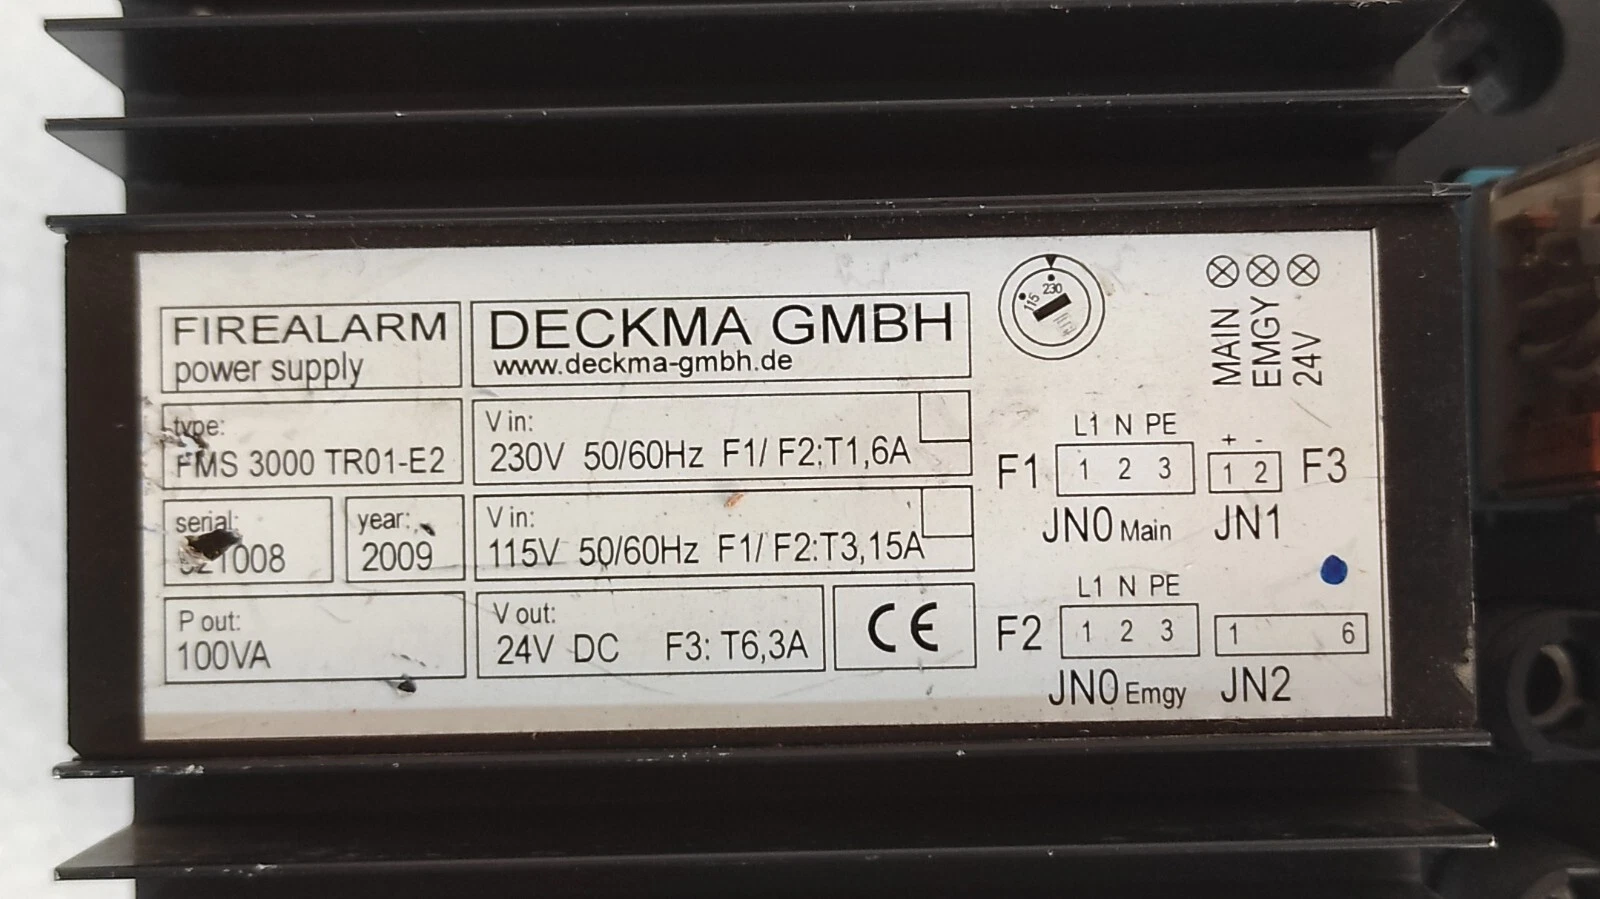 FIREALARM
power supply
DECKMA GMBH
www.deckma-gmbh.de
type:
FMS 3000 TR01-E2
V in:
230V 50/60Hz F1/ F2:T1,6A
serial:
1008
year:
2009
V in:
115V 50/60Hz F1/ F2:T3,15A
P out:
100VA
V out:
24V DC F3: T6,3A
CE
115 230
MAIN
EMGY
24V
L1 N PE
F1 1 2 3
JN0 Main
+ -
1 2 F3
JN1
L1 N PE
F2 1 2 3
JN0 Emgy
1 6
JN2